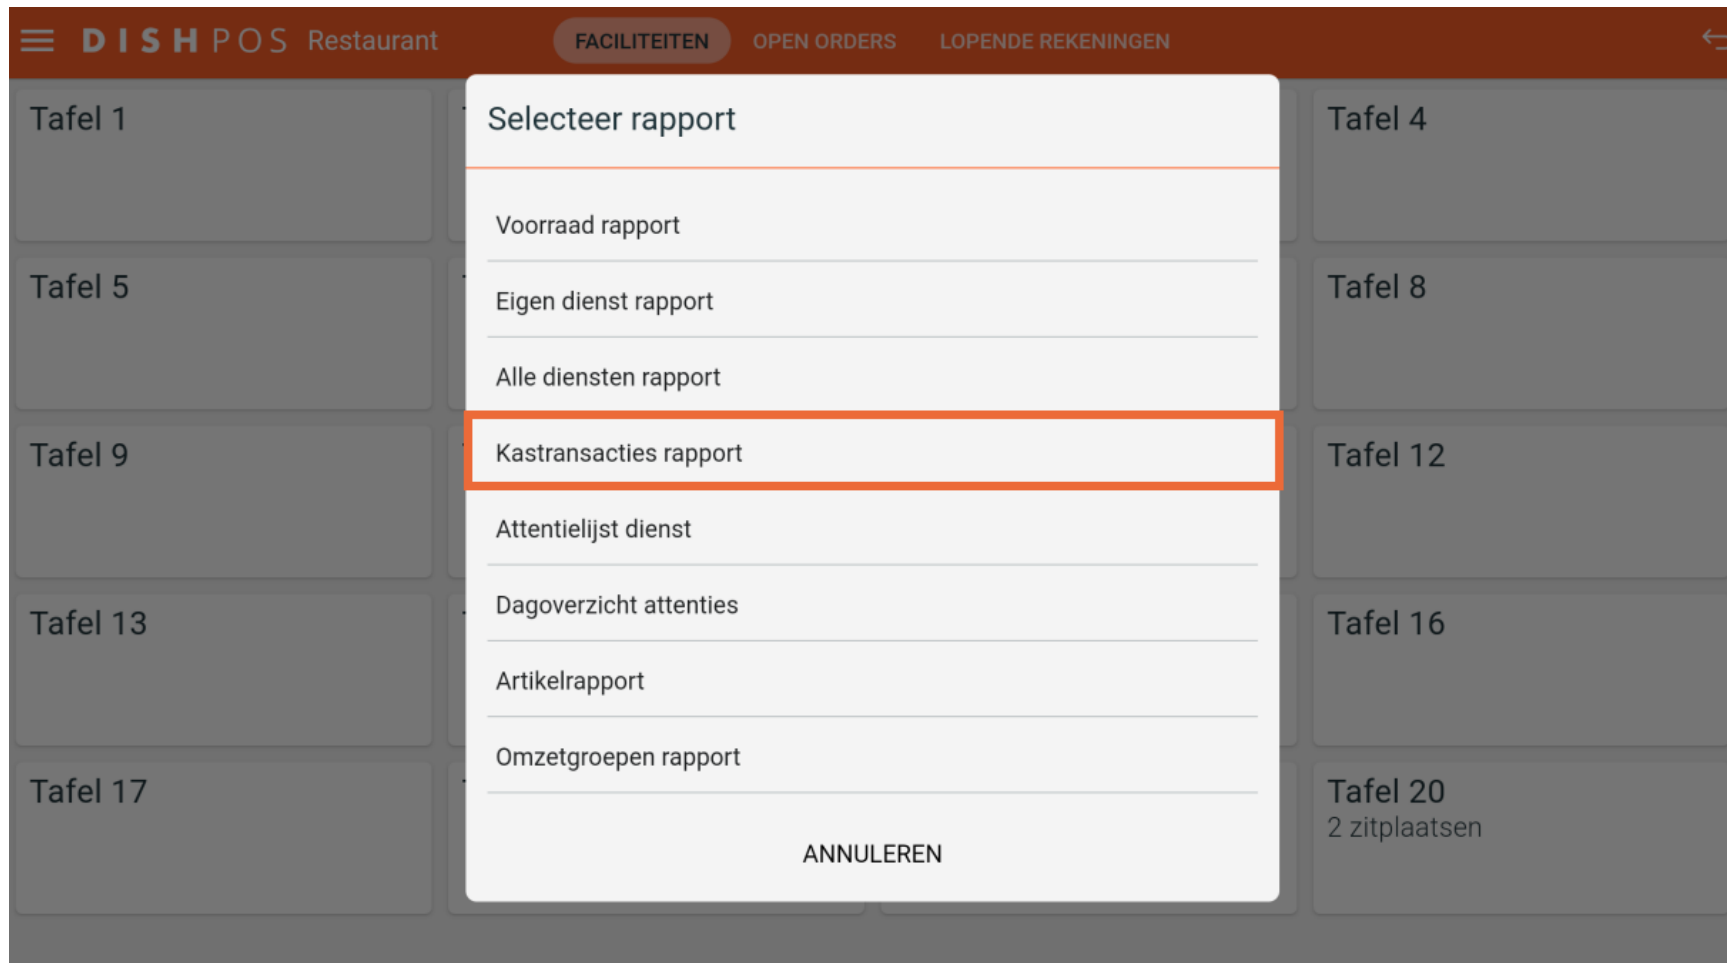 DISH POS Restaurant
FACILITEITEN
OPEN ORDERS
LOPENDE REKENINGEN
Tafel 1
Tafel 4
Tafel 5
Tafel 8
Tafel 9
Tafel 12
Tafel 13
Tafel 16
Tafel 17
Tafel 20
2 zitplaatsen
Selecteer rapport
Voorraad rapport
Eigen dienst rapport
Alle diensten rapport
Kastransacties rapport
Attentielijst dienst
Dagoverzicht attenties
Artikelrapport
Omzetgroepen rapport
ANNULEREN